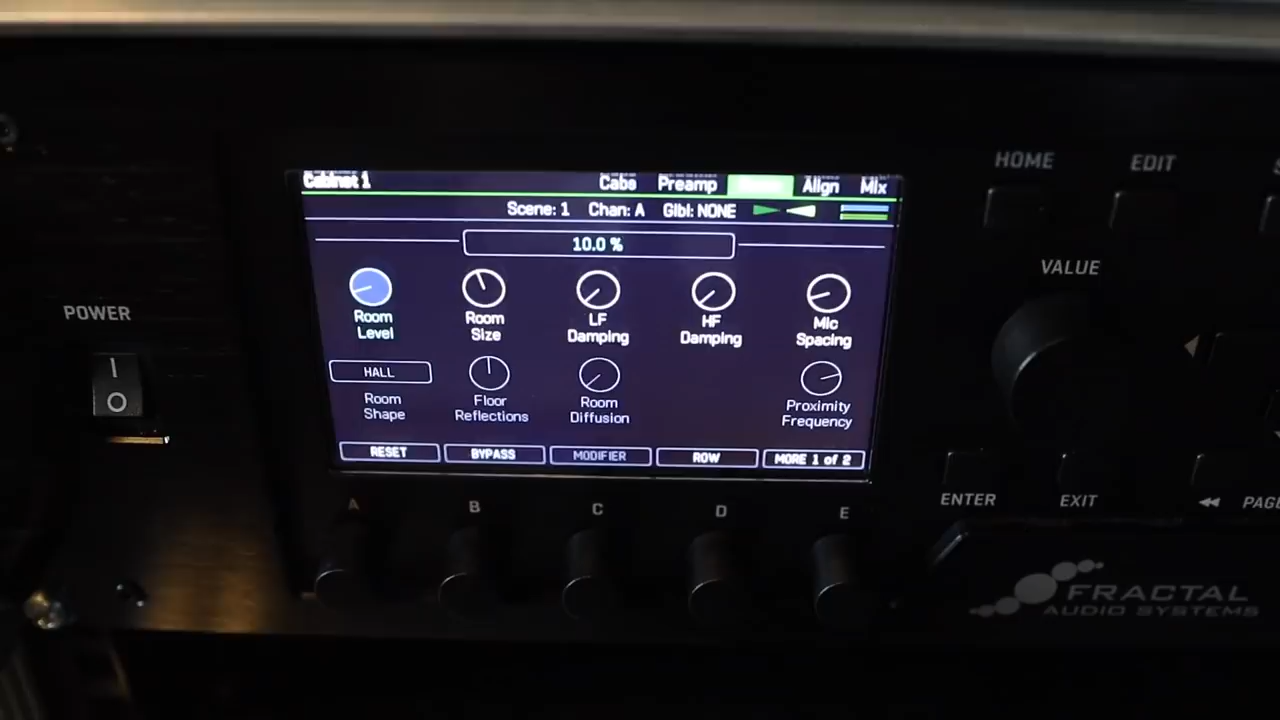 HOME
EDIT
Cabinet 1
Cabs Preamp Align Mix
Scene: 1 Chan: A Glbl: NONE
10.0 %
VALUE
POWER
Room
Level
Room
Size
LF
Damping
HF
Damping
Mic
Spacing
HALL
Room
Shape
Floor
Reflections
Room
Diffusion
Proximity
Frequency
RESET
BYPASS
MODIFIER
ROW
MORE 1 of 2
A
B
C
D
E
ENTER
EXIT
PAGE
FRACTAL
AUDIO SYSTEMS